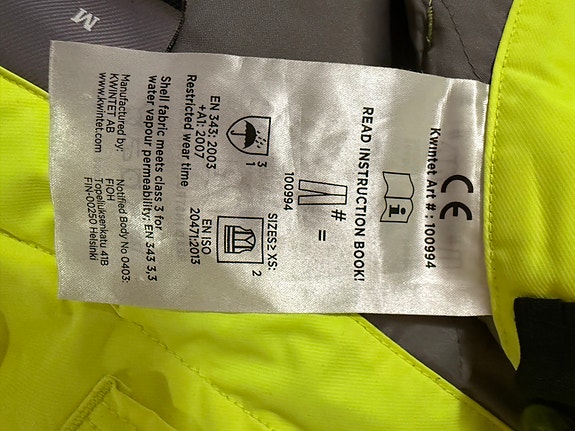 M
CE
Kwintet Art # : 100994
i
READ INSTRUCTION BOOK!
# =
100994
SIZES≥ XS:
3
1
2
EN 343: 2003
+A1: 2007
Restricted wear time
EN ISO
20471:2013
Shell fabric meets class 3 for
water vapour permeability: EN 343 3,3
Manufactured by:
KWINTET AB
www.kwintet.com
Notified Body No 0403:
FIOH
Topeliuksenkatu 41B
FIN-00250 Helsinki